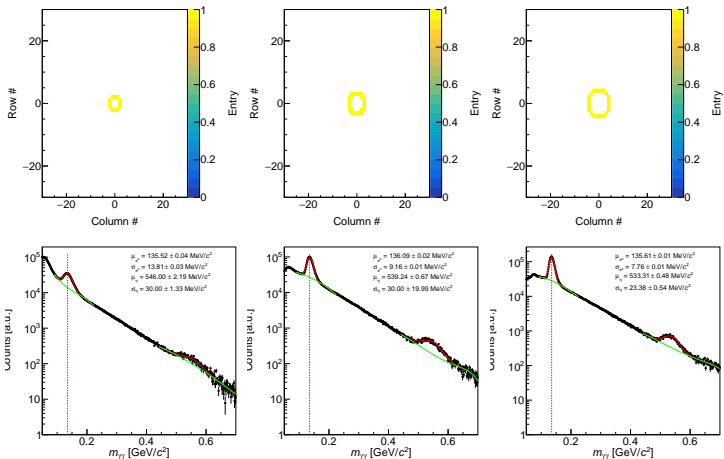 20
0
−20
Row #
−20 0 20
Column #
1
0.8
0.6
0.4
0.2
0
Entry
20
0
−20
Row #
−20 0 20
Column #
1
0.8
0.6
0.4
0.2
0
Entry
20
0
−20
Row #
−20 0 20
Column #
1
0.8
0.6
0.4
0.2
0
Entry
μπ⁰ = 135.52 ± 0.04 MeV/c²
σπ⁰ = 13.81 ± 0.03 MeV/c²
μη = 546.00 ± 2.19 MeV/c²
ση = 30.00 ± 1.33 MeV/c²
10⁵
10⁴
10³
10²
10
1
Counts [a.u.]
0.2 0.4 0.6
mγγ [GeV/c²]
μπ⁰ = 136.09 ± 0.02 MeV/c²
σπ⁰ = 9.16 ± 0.01 MeV/c²
μη = 539.24 ± 0.67 MeV/c²
ση = 30.00 ± 19.99 MeV/c²
10⁵
10⁴
10³
10²
10
1
Counts [a.u.]
0.2 0.4 0.6
mγγ [GeV/c²]
μπ⁰ = 135.61 ± 0.01 MeV/c²
σπ⁰ = 7.76 ± 0.01 MeV/c²
μη = 533.31 ± 0.48 MeV/c²
ση = 23.38 ± 0.54 MeV/c²
10⁵
10⁴
10³
10²
10
1
Counts [a.u.]
0.2 0.4 0.6
mγγ [GeV/c²]